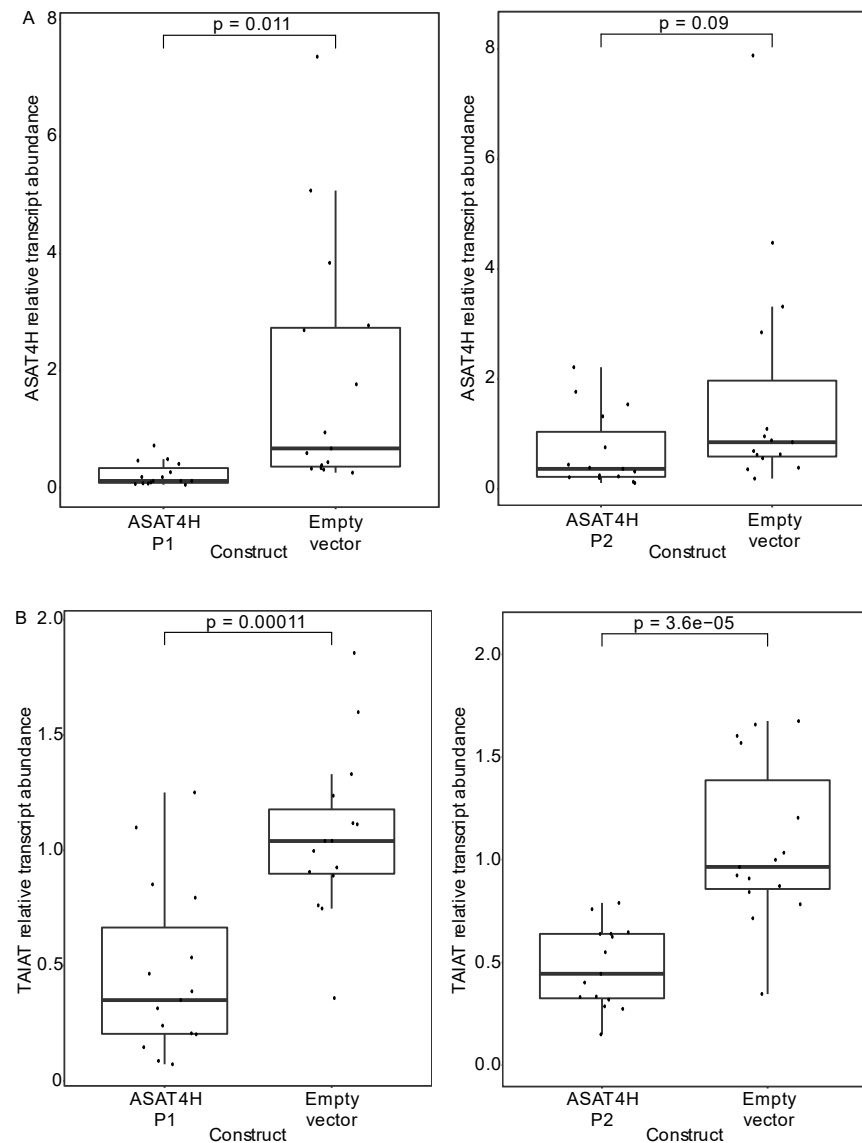 A
p = 0.011
8
6
4
2
0
ASAT4H relative transcript abundance
ASAT4H
P1
Empty
vector
Construct
p = 0.09
8
6
4
2
0
ASAT4H relative transcript abundance
ASAT4H
P2
Empty
vector
Construct
B
p = 0.00011
2.0
1.5
1.0
0.5
0
TAIAT relative transcript abundance
ASAT4H
P1
Empty
vector
Construct
p = 3.6e−05
2.0
1.5
1.0
0.5
0.0
TAIAT relative transcript abundance
ASAT4H
P2
Empty
vector
Construct